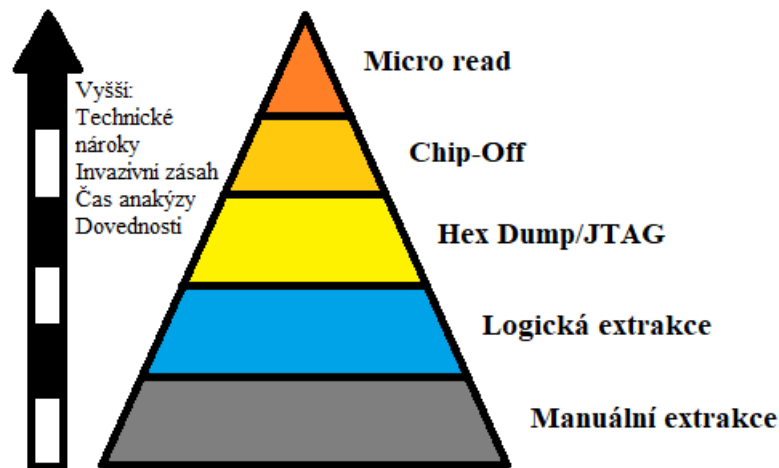 Micro read
Vyšší:
Technické
nároky
Invazivní zásah
Čas anakýzy
Dovednosti
Chip-Off
Hex Dump/JTAG
Logická extrakce
Manuální extrakce